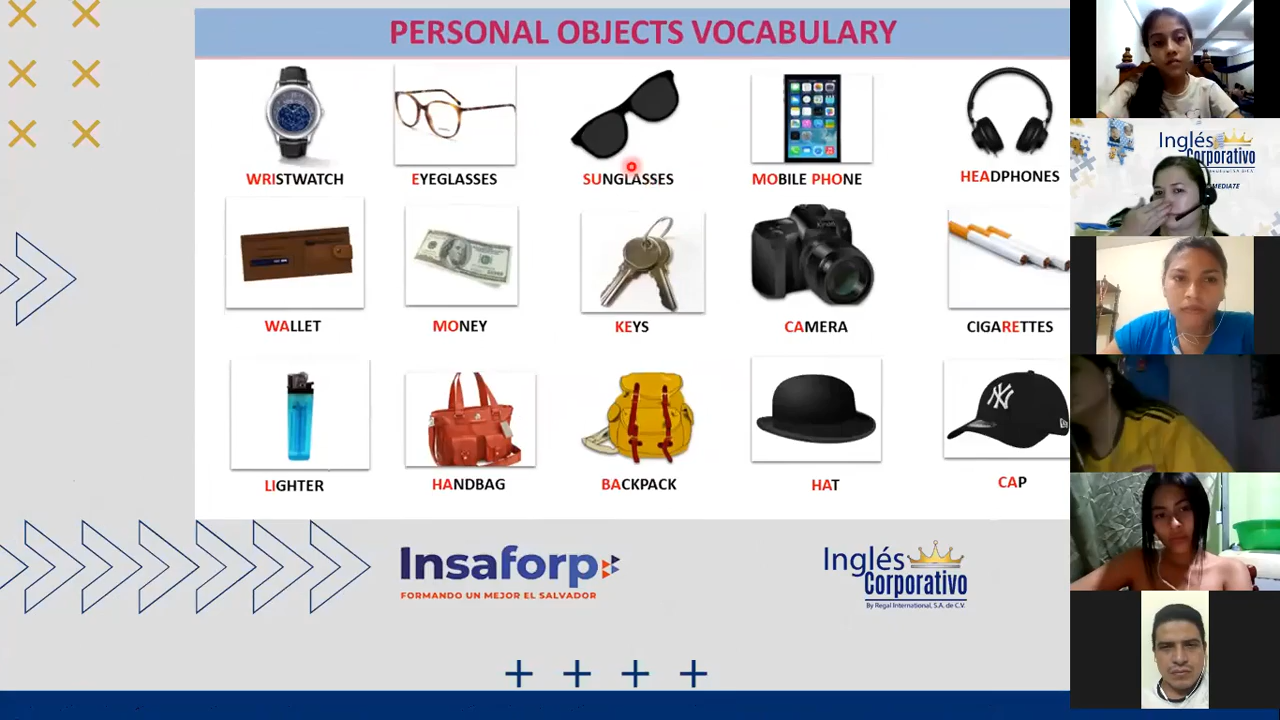 PERSONAL OBJECTS VOCABULARY
WRISTWATCH
EYEGLASSES
SUNGLASSES
MOBILE PHONE
HEADPHONES
WALLET
MONEY
KEYS
CAMERA
CIGARETTES
LIGHTER
HANDBAG
BACKPACK
HAT
CAP
Insaforp
FORMANDO UN MEJOR EL SALVADOR
Inglés
Corporativo
By Regal International, S.A. de C.V.
Inglés
Corporativo